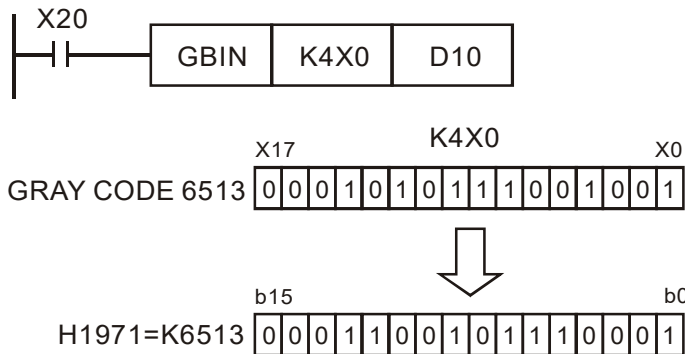 X20
GBIN K4X0 D10
K4X0
X17 X0
GRAY CODE 6513 0 0 0 1 0 1 0 1 1 1 0 0 1 0 0 1
b15 b0
H1971=K6513 0 0 0 1 1 0 0 1 0 1 1 1 0 0 0 1